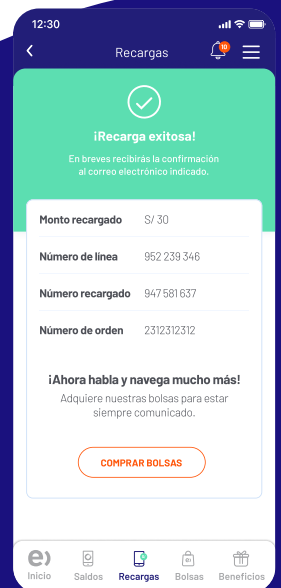 12:30
Recargas
10
¡Recarga exitosa!
En breves recibirás la confirmación
al correo electrónico indicado.
Monto recargado S/ 30
Número de línea 952 239 346
Número recargado 947 581 637
Número de orden 2312312312
¡Ahora habla y navega mucho más!
Adquiere nuestras bolsas para estar
siempre comunicado.
COMPRAR BOLSAS
e)
Inicio Saldos Recargas Bolsas Beneficios